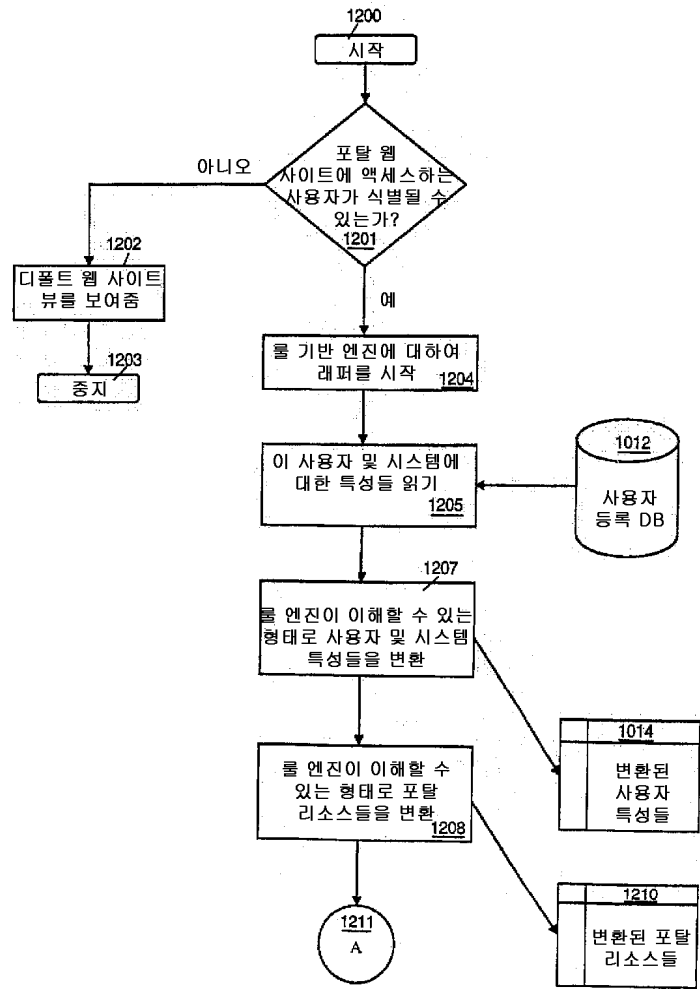 1200
시작
포탈 웹
사이트에 액세스하는
사용자가 식별될 수
있는가?
1201
아니오
예
1202
디폴트 웹 사이트
뷰를 보여줌
1203
중지
룰 기반 엔진에 대하여
래퍼를 시작
1204
이 사용자 및 시스템에
대한 특성들 읽기
1205
1012
사용자
등록 DB
1207
룰 엔진이 이해할 수 있는
형태로 사용자 및 시스템
특성들을 변환
1014
변환된
사용자
특성들
룰 엔진이 이해할 수
있는 형태로 포탈
리소스들을 변환
1208
1210
변환된 포탈
리소스들
1211
A